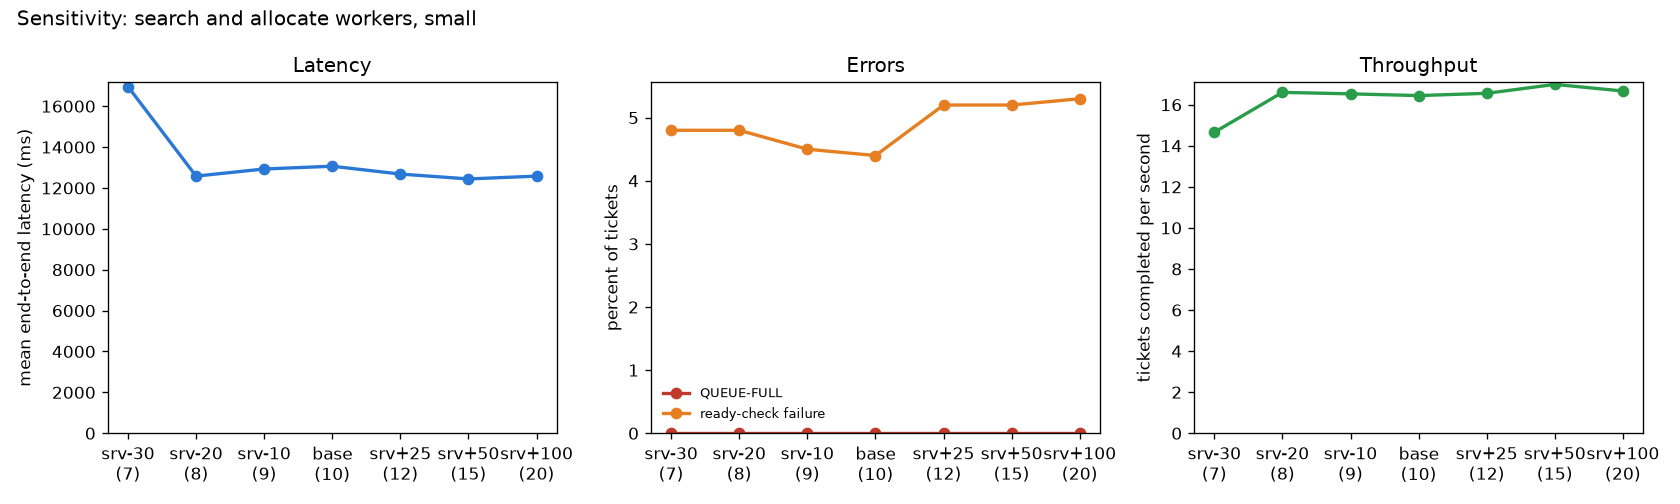 Sensitivity: search and allocate workers, small
Latency
mean end-to-end latency (ms)
16000
14000
12000
10000
8000
6000
4000
2000
0
srv-30 srv-20 srv-10 base srv+25 srv+50 srv+100
(7) (8) (9) (10) (12) (15) (20)
Errors
percent of tickets
5
4
3
2
1
0
QUEUE-FULL
ready-check failure
srv-30 srv-20 srv-10 base srv+25 srv+50 srv+100
(7) (8) (9) (10) (12) (15) (20)
Throughput
tickets completed per second
16
14
12
10
8
6
4
2
0
srv-30 srv-20 srv-10 base srv+25 srv+50 srv+100
(7) (8) (9) (10) (12) (15) (20)